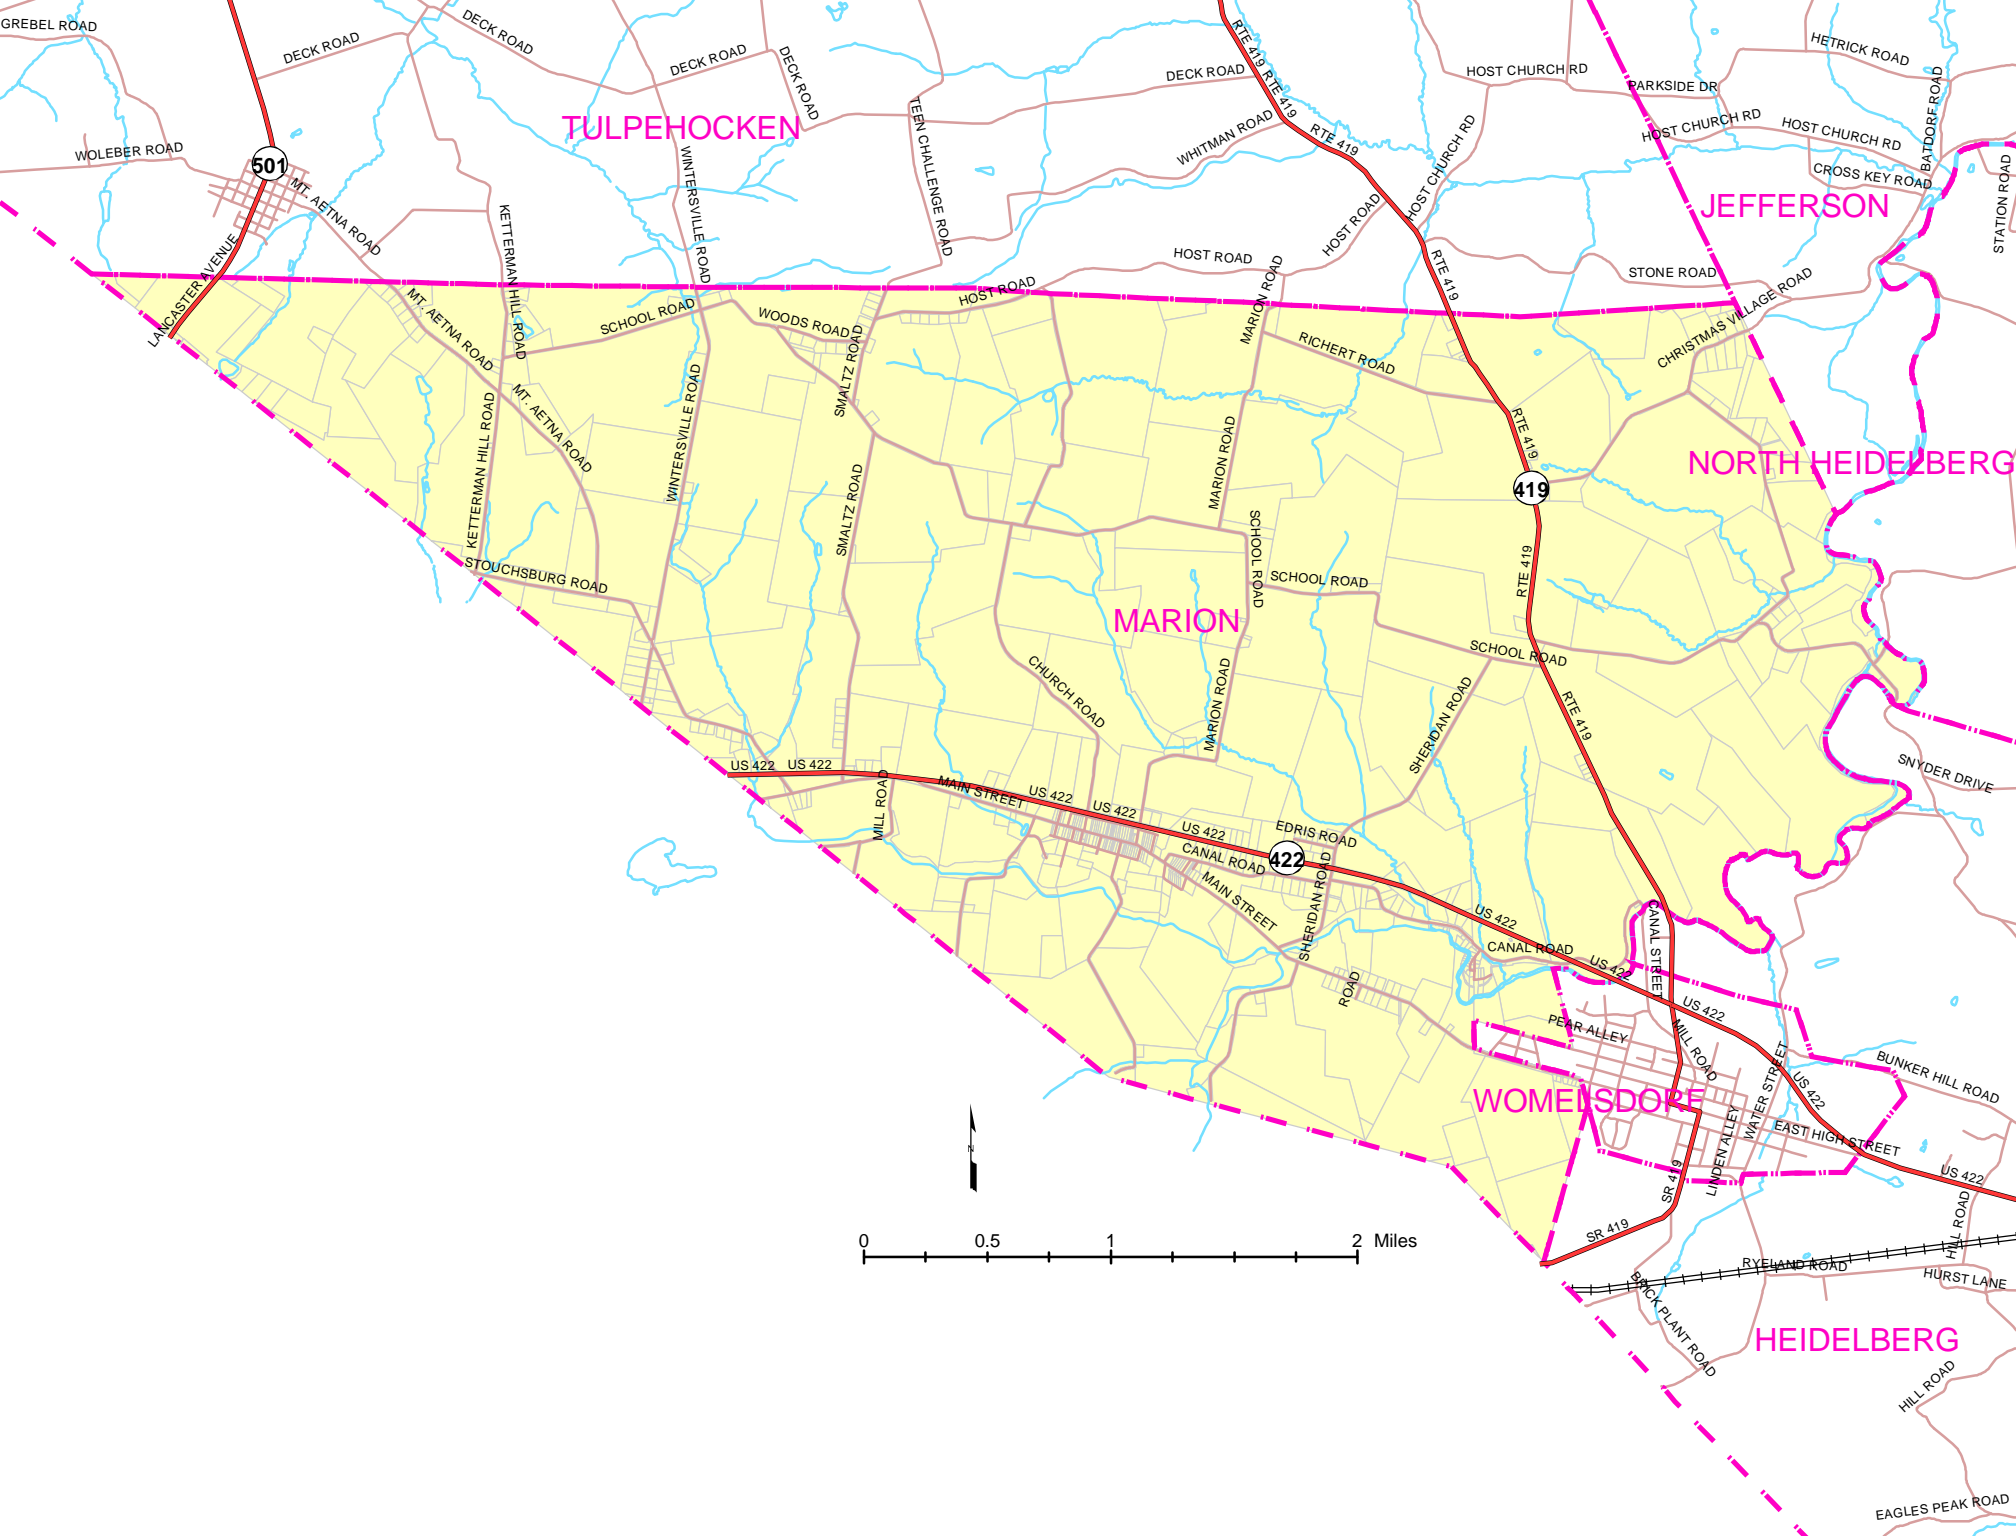 GREBEL ROAD
DECK ROAD
DECK ROAD
DECK ROAD
DECK ROAD
DECK ROAD
RTE 419
RTE 419
RTE 419
HOST CHURCH RD
HETRICK ROAD
PARKSIDE DR
HOST CHURCH RD
HOST CHURCH RD
BATDORF ROAD
CROSS KEY ROAD
STATION ROAD
TULPEHOCKEN
WOLEBER ROAD
501
MT. AETNA ROAD
LANCASTER AVENUE
KETTERMAN HILL ROAD
WINTERSVILLE ROAD
TEEN CHALLENGE ROAD
WHITMAN ROAD
HOST CHURCH RD
HOST ROAD
HOST ROAD
HOST ROAD
JEFFERSON
STONE ROAD
CHRISTMAS VILLAGE ROAD
RTE 419
MARION ROAD
RICHERT ROAD
MT. AETNA ROAD
SCHOOL ROAD
WOODS ROAD
SMALTZ ROAD
MT. AETNA ROAD
KETTERMAN HILL ROAD
WINTERSVILLE ROAD
SMALTZ ROAD
MARION ROAD
RTE 419
419
NORTH HEIDELBERG
STOUCHSBURG ROAD
SCHOOL ROAD
SCHOOL ROAD
RTE 419
MARION
SCHOOL ROAD
CHURCH ROAD
MARION ROAD
SHERIDAN ROAD
RTE 419
SNYDER DRIVE
US 422
US 422
MILL ROAD
MAIN STREET
US 422
US 422
US 422
EDRIS ROAD
422
CANAL ROAD
MAIN STREET
SHERIDAN ROAD
US 422
CANAL ROAD
US 422
CANAL STREET
ROAD
US 422
PEAR ALLEY
MILL ROAD
WATER STREET
US 422
BUNKER HILL ROAD
WOMELSDORF
LINDEN ALLEY
EAST HIGH STREET
US 422
SR 419
SR 419
HILL ROAD
RYELAND ROAD
HURST LANE
BRICK PLANT ROAD
HEIDELBERG
HILL ROAD
EAGLES PEAK ROAD
N
0 0.5 1 2 Miles